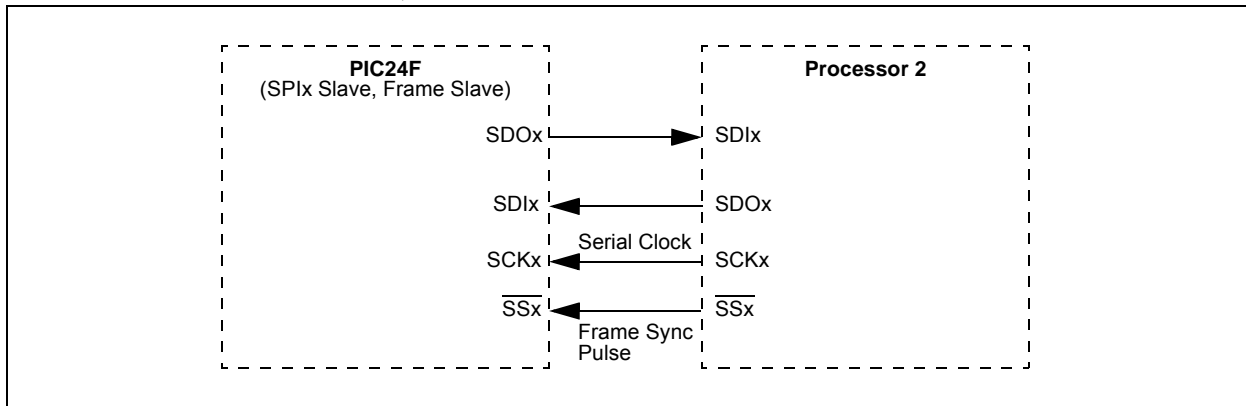 PIC24F
(SPIx Slave, Frame Slave)
Processor 2
SDOx
SDIx
SDIx
SDOx
Serial Clock
SCKx
SCKx
SSx
SSx
Frame Sync
Pulse